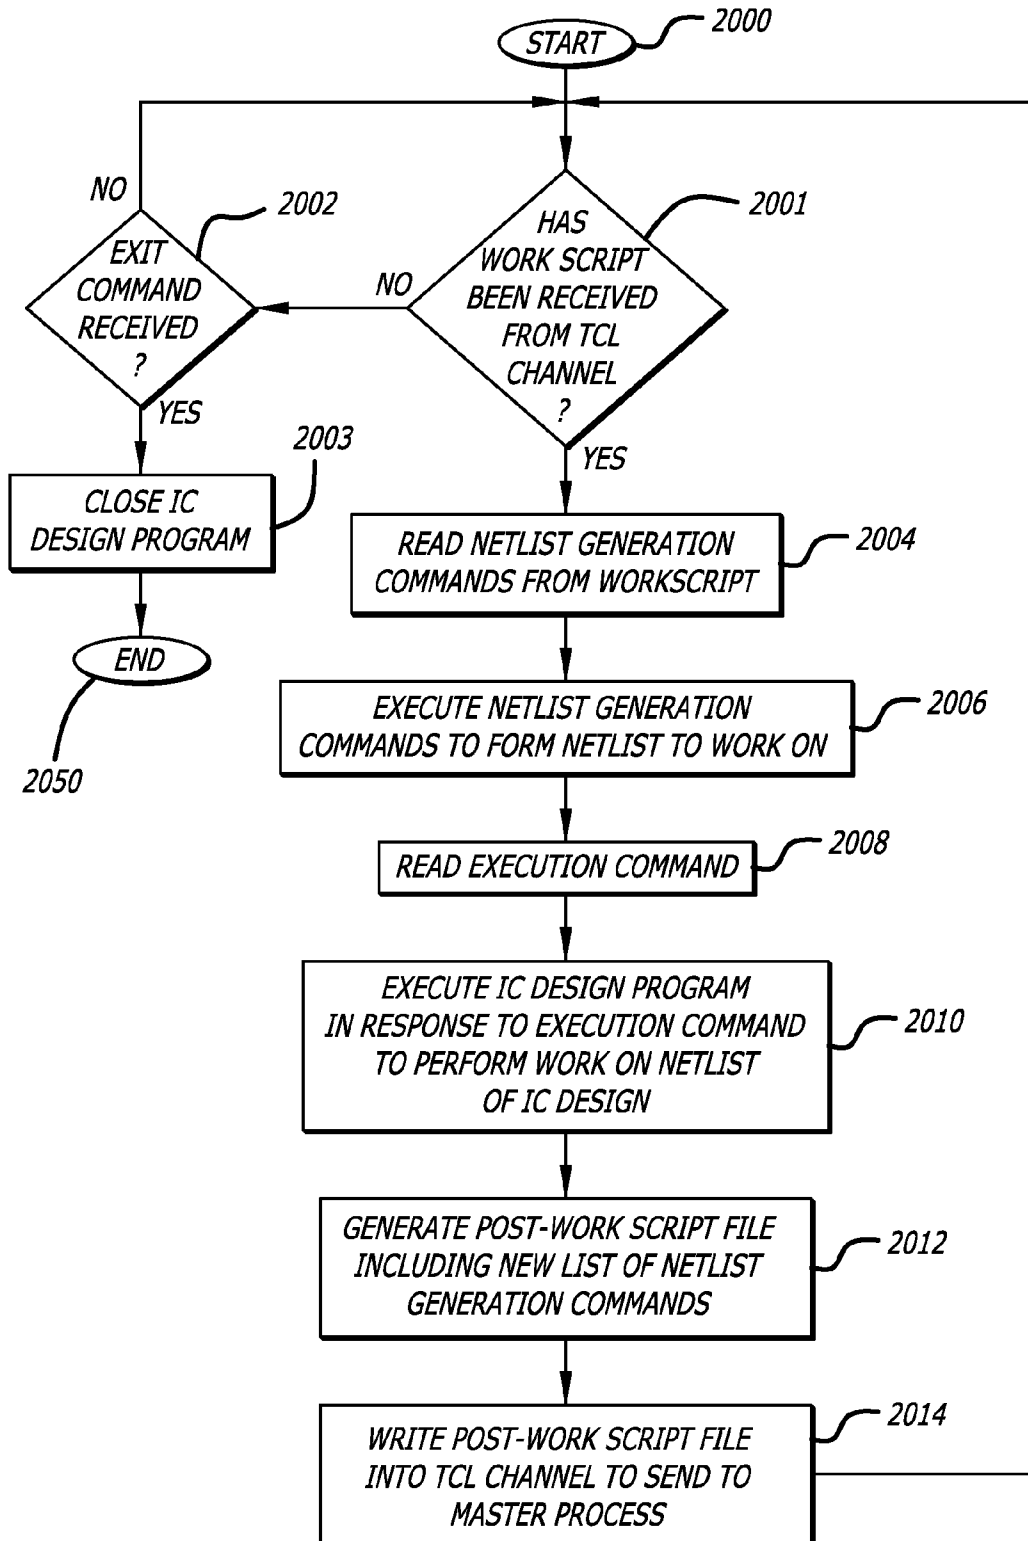 START
2000
NO
2002
2001
EXIT
COMMAND
RECEIVED
?
NO
HAS
WORK SCRIPT
BEEN RECEIVED
FROM TCL
CHANNEL
?
YES
YES
2003
CLOSE IC
DESIGN PROGRAM
READ NETLIST GENERATION
COMMANDS FROM WORKSCRIPT
2004
END
2050
EXECUTE NETLIST GENERATION
COMMANDS TO FORM NETLIST TO WORK ON
2006
READ EXECUTION COMMAND
2008
EXECUTE IC DESIGN PROGRAM
IN RESPONSE TO EXECUTION COMMAND
TO PERFORM WORK ON NETLIST
OF IC DESIGN
2010
GENERATE POST-WORK SCRIPT FILE
INCLUDING NEW LIST OF NETLIST
GENERATION COMMANDS
2012
WRITE POST-WORK SCRIPT FILE
INTO TCL CHANNEL TO SEND TO
MASTER PROCESS
2014